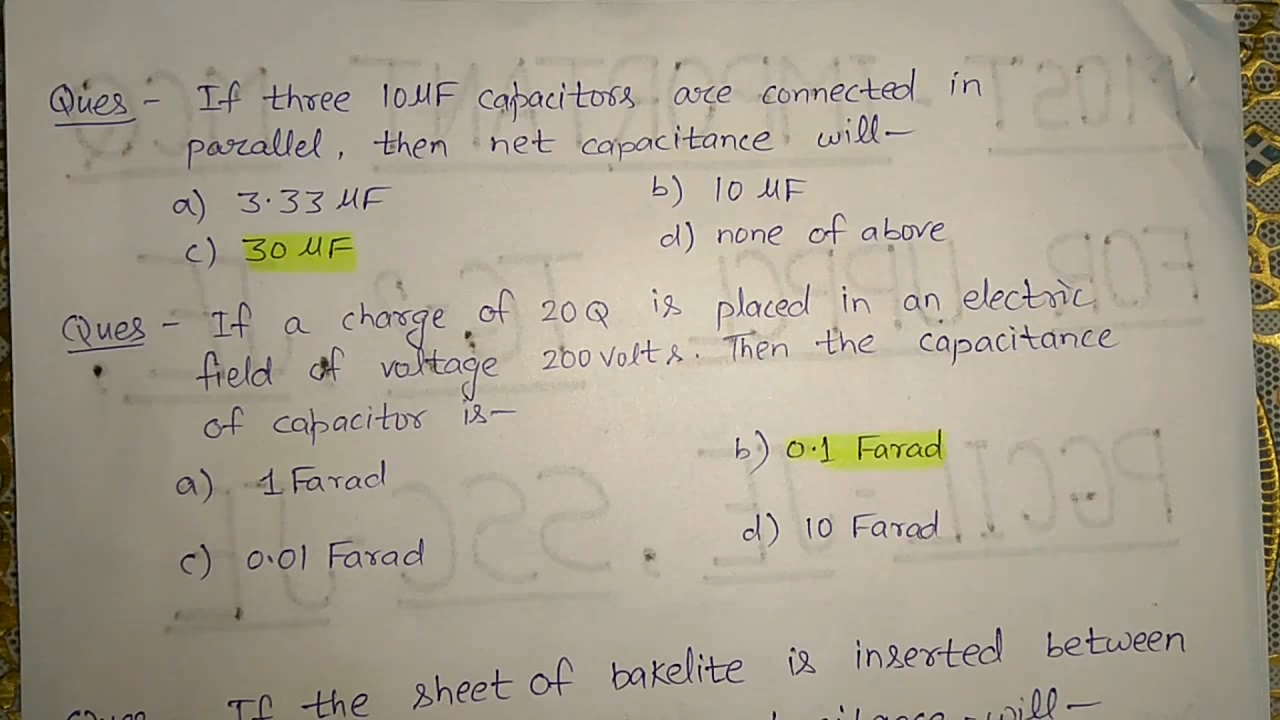 Ques - If three 10 μF capacitors are connected in
parallel, then net capacitance will-
a) 3.33 μF b) 10 μF
c) 30 μF d) none of above
Ques - If a charge of 20Q is placed in an electric
field of voltage 200 volts. Then the capacitance
of capacitor is-
a) 1 Farad b) 0.1 Farad
c) 0.01 Farad d) 10 Farad
If the sheet of bakelite is inserted between
will-